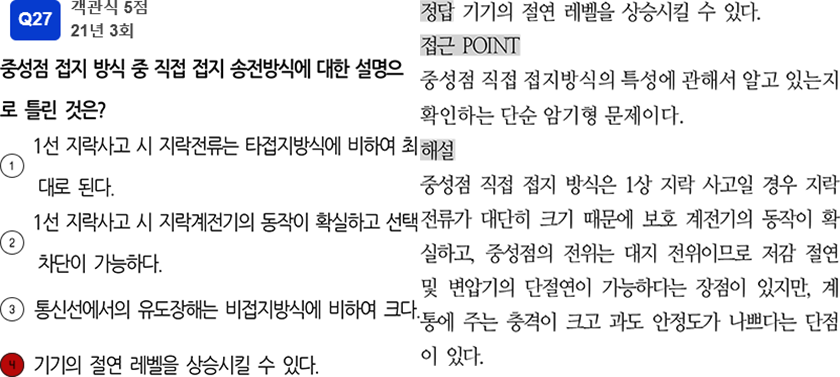 Q27
객관식 5점
21년 3회
중성점 접지 방식 중 직접 접지 송전방식에 대한 설명으
로 틀린 것은?
1 1선 지락사고 시 지락전류는 타접지방식에 비하여 최
대로 된다.
2 1선 지락사고 시 지락계전기의 동작이 확실하고 선택
차단이 가능하다.
3 통신선에서의 유도장해는 비접지방식에 비하여 크다.
4 기기의 절연 레벨을 상승시킬 수 있다.
정답 기기의 절연 레벨을 상승시킬 수 있다.
접근 POINT
중성점 직접 접지방식의 특성에 관해서 알고 있는지
확인하는 단순 암기형 문제이다.
해설
중성점 직접 접지 방식은 1상 지락 사고일 경우 지락
전류가 대단히 크기 때문에 보호 계전기의 동작이 확
실하고, 중성점의 전위는 대지 전위이므로 저감 절연
및 변압기의 단절연이 가능하다는 장점이 있지만, 계
통에 주는 충격이 크고 과도 안정도가 나쁘다는 단점
이 있다.